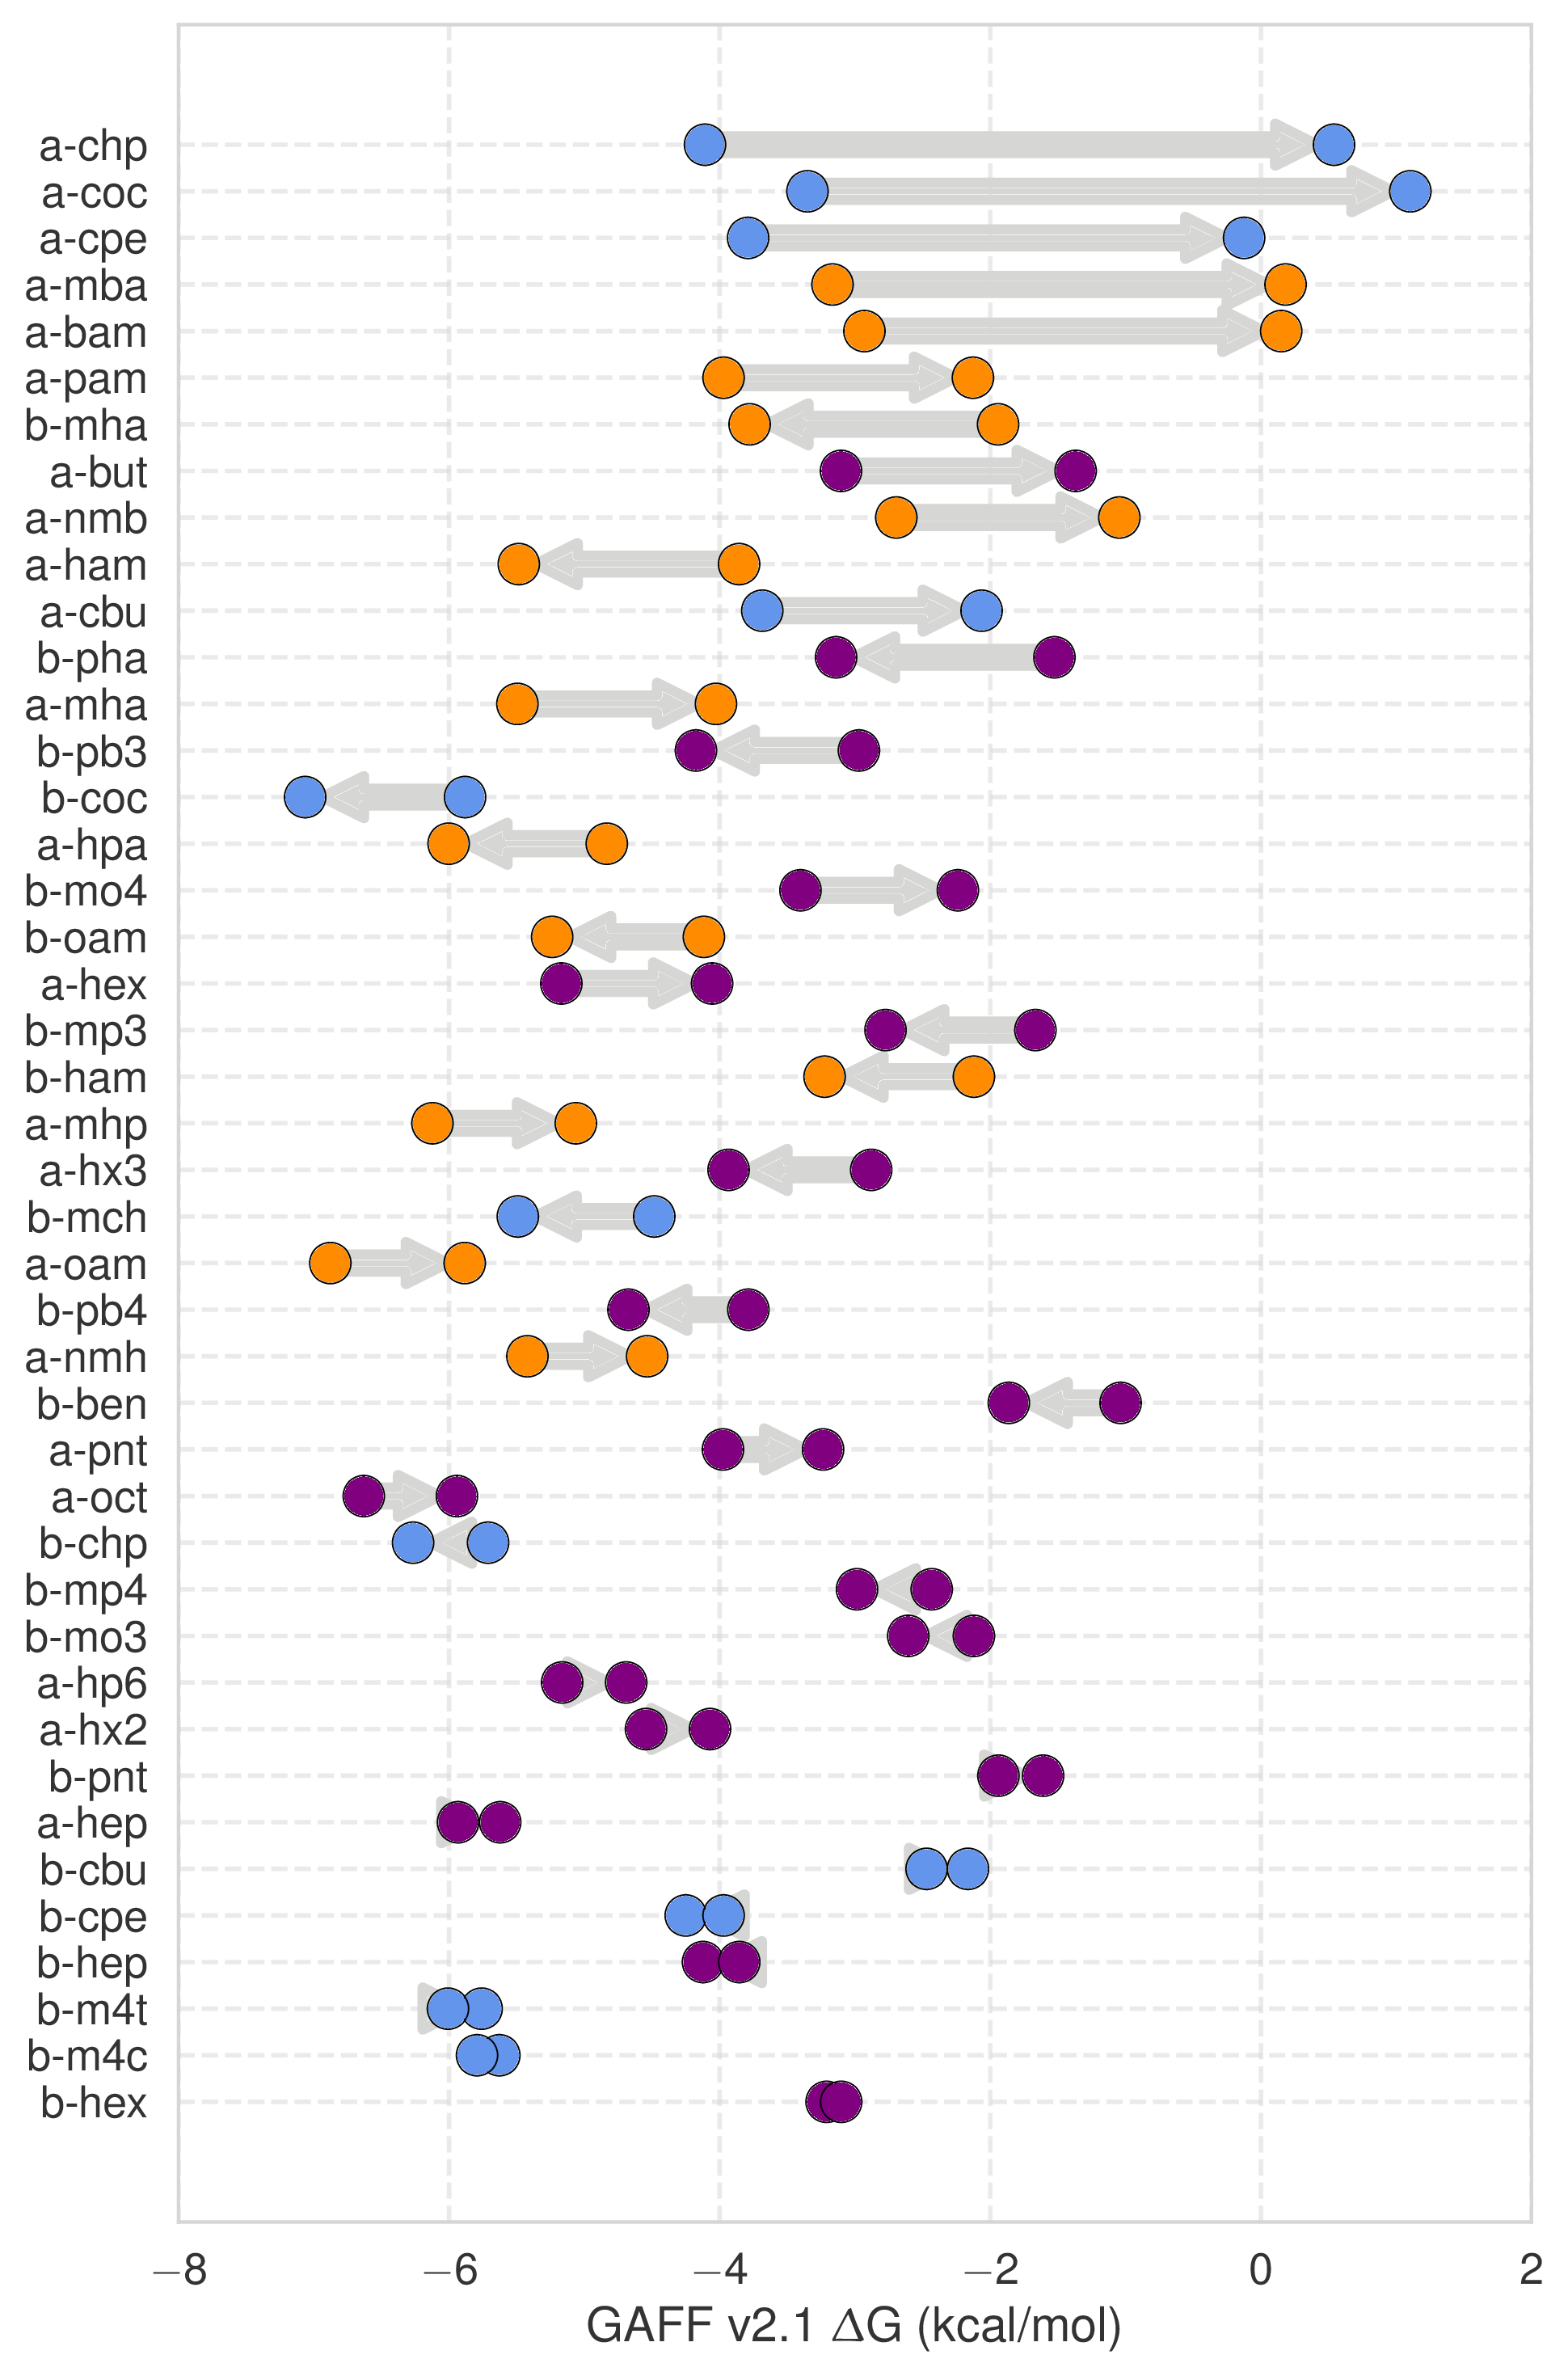 a-chp
a-coc
a-cpe
a-mba
a-bam
a-pam
b-mha
a-but
a-nmb
a-ham
a-cbu
b-pha
a-mha
b-pb3
b-coc
a-hpa
b-mo4
b-oam
a-hex
b-mp3
b-ham
a-mhp
a-hx3
b-mch
a-oam
b-pb4
a-nmh
b-ben
a-pnt
a-oct
b-chp
b-mp4
b-mo3
a-hp6
a-hx2
b-pnt
a-hep
b-cbu
b-cpe
b-hep
b-m4t
b-m4c
b-hex
−8 −6 −4 −2 0 2
GAFF v2.1 ΔG (kcal/mol)